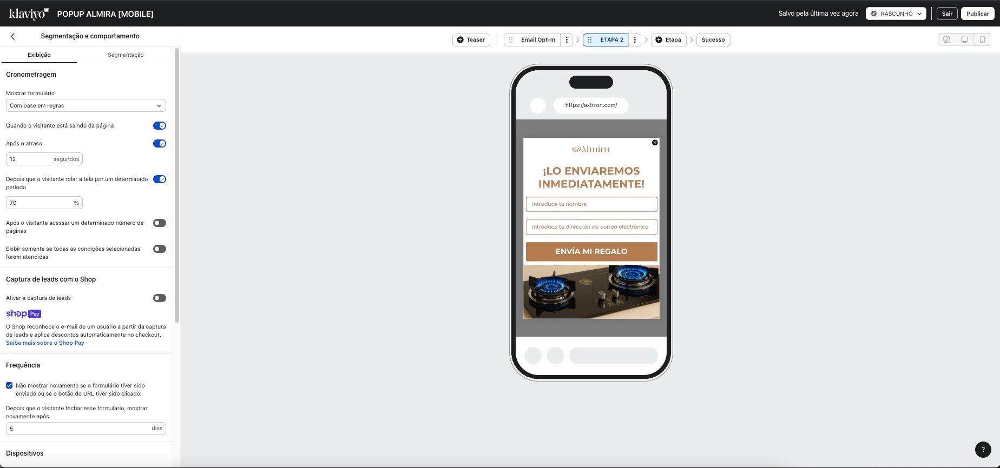 klaviyo
POPUP ALMIRA [MOBILE]
Salvo pela última vez agora
RASCUNHO
Sair
Publicar
Segmentação e comportamento
Teaser
Email Opt-In
ETAPA 2
Etapa
Sucesso
Exibição
Segmentação
Cronometragem
Mostrar formulário
Com base em regras
Quando o visitante está saindo da página
Após o atraso
12 segundos
Depois que o visitante rolar a tela por um determinado
período
70 %
Após o visitante acessar um determinado número de
páginas
Exibir somente se todas as condições selecionadas
forem atendidas
Captura de leads com o Shop
Ativar a captura de leads
shop Pay
O Shop reconhece o e-mail de um usuário a partir da captura
de leads e aplica descontos automaticamente no checkout.
Saiba mais sobre o Shop Pay
Frequência
Não mostrar novamente se o formulário tiver sido
enviado ou se o botão do URL tiver sido clicado.
Depois que o visitante fechar esse formulário, mostrar
novamente após
5 dias
Dispositivos
https://axtrron.com/
Almira
¡LO ENVIAREMOS
INMEDIATAMENTE!
Introduce tu nombre
Introduce tu dirección de correo electrónico
ENVÍA MI REGALO
?